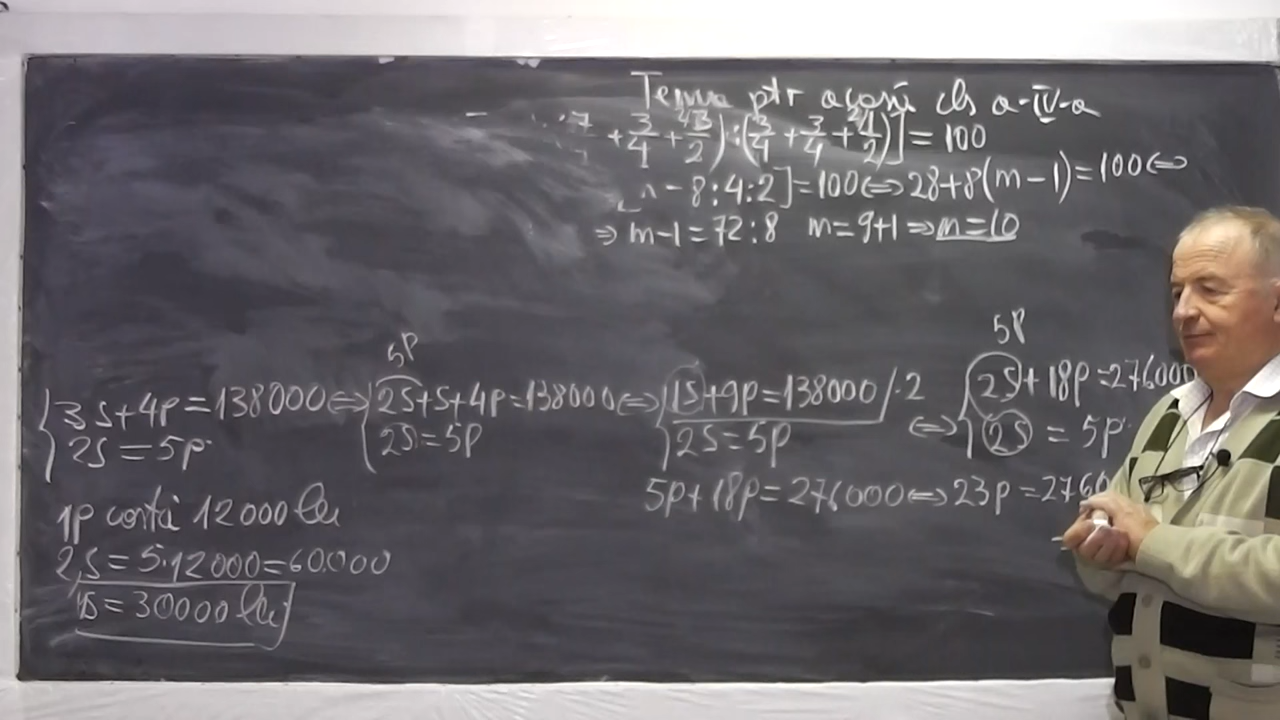 Tema ptr acasă cls a-IV-a
+ 3/4 + 23/2) : (3/4 + 3/4 + 21/2)] = 100
- 8 : 4 : 2] = 100 ⇔ 28 + 8(m - 1) = 100 ⇔
⇒ m - 1 = 72 : 8 m = 9 + 1 ⇒ m = 10
5P 5P
{3S + 4P = 138000 ⇔ {2S + S + 4P = 138000 ⇔ {1S + 9P = 138000 / · 2 ⇔ {2S + 18P = 276000
2S = 5P 2S = 5P 2S = 5P 2S = 5P
5P + 18P = 276000 ⇔ 23P =
1P costă 12000 lei
2S = 5 · 12000 = 60.000
1S = 30000 lei